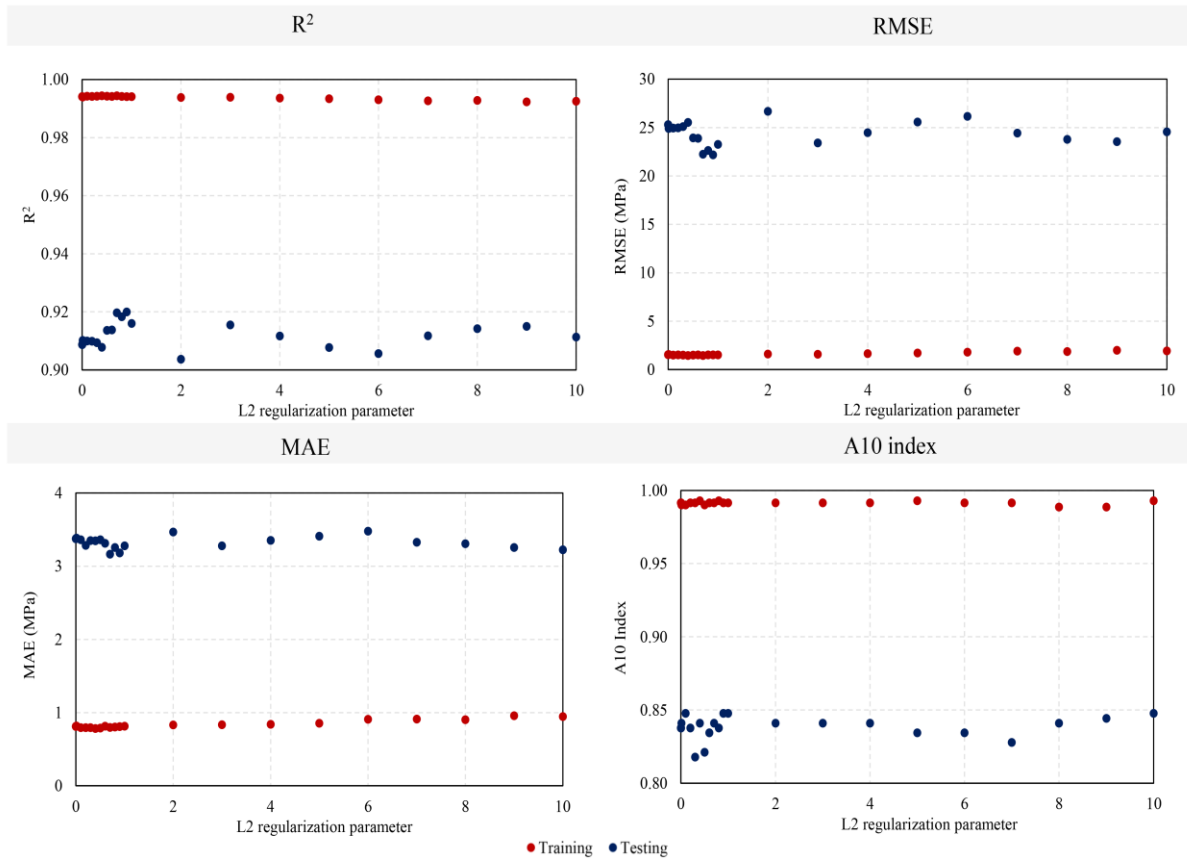 R²
RMSE
1.00
0.98
0.96
0.94
0.92
0.90
R²
0 2 4 6 8 10
L2 regularization parameter
30
25
20
15
10
5
0
RMSE (MPa)
0 2 4 6 8 10
L2 regularization parameter
MAE
A10 index
4
3
2
1
0
MAE (MPa)
0 2 4 6 8 10
L2 regularization parameter
1.00
0.95
0.90
0.85
0.80
A10 Index
0 2 4 6 8 10
L2 regularization parameter
Training Testing